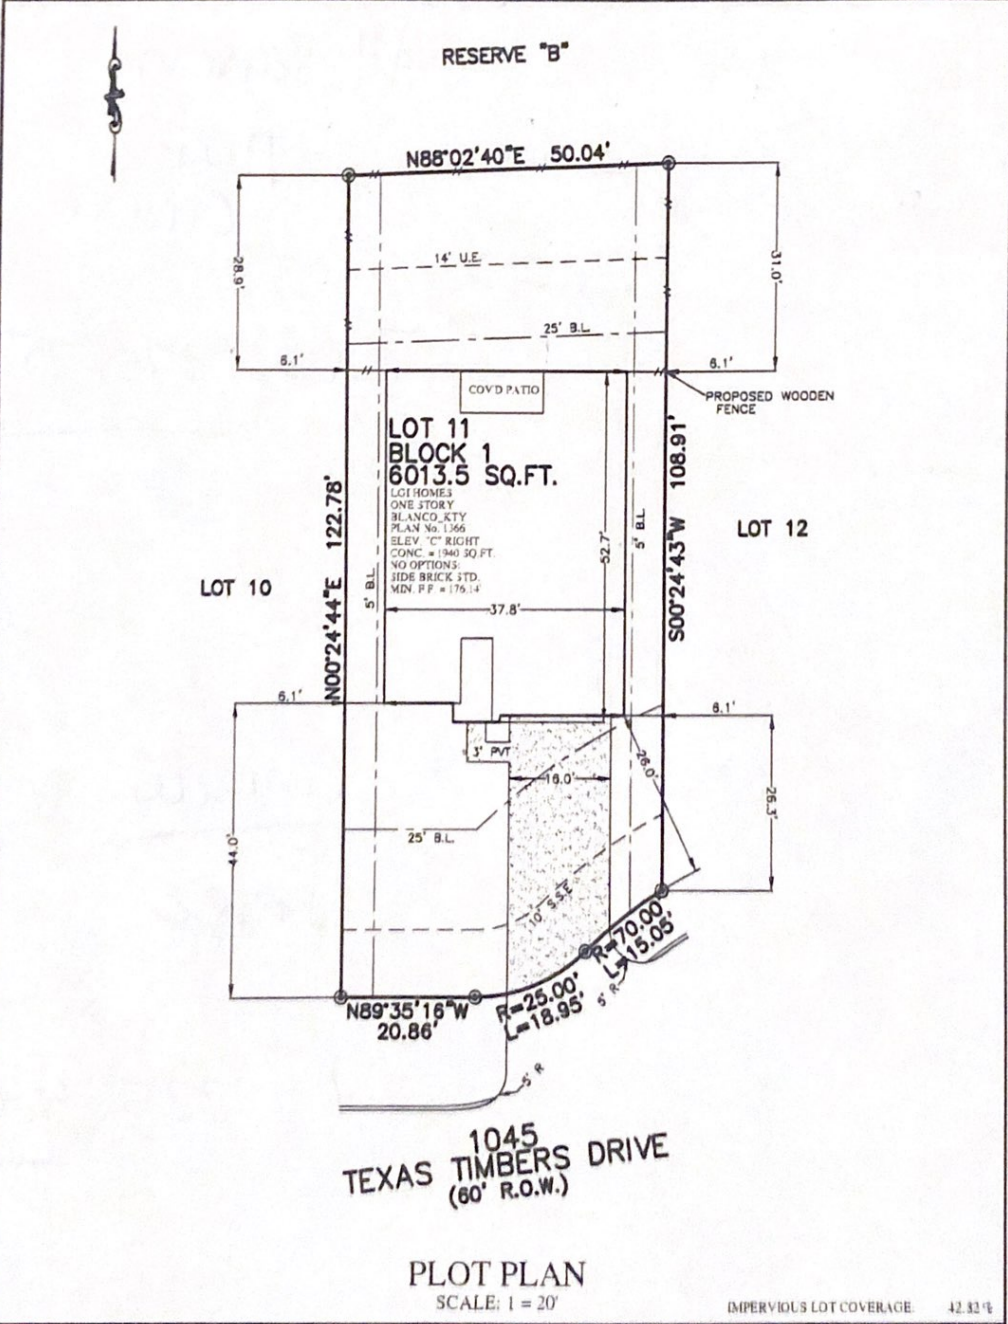 RESERVE "B"
N88°02'40"E 50.04'
28.9'
31.0'
14' U.E.
25' B.L.
6.1'
6.1'
COV'D PATIO
PROPOSED WOODEN
FENCE
LOT 11
BLOCK 1
6013.5 SQ.FT.
LGI HOMES
ONE STORY
BLANCO_KTY
PLAN No. 1366
ELEV. "C" RIGHT
CONC. = 1940 SQ.FT.
NO OPTIONS:
SIDE BRICK STD.
MIN. F.F. = 176.14'
N00°24'44"E 122.78'
S00°24'43"W 108.91'
LOT 10
LOT 12
5' B.L.
5' B.L.
52.7'
37.8'
6.1'
6.1'
3' PVT
16.0'
26.0'
26.3'
44.0'
25' B.L.
10' S.S.E
N89°35'16"W
20.86'
R=25.00'
L=18.95'
R=70.00'
L=15.05'
5' R
5' R
1045
TEXAS TIMBERS DRIVE
(60' R.O.W.)
PLOT PLAN
SCALE: 1 = 20'
IMPERVIOUS LOT COVERAGE: 42.82%